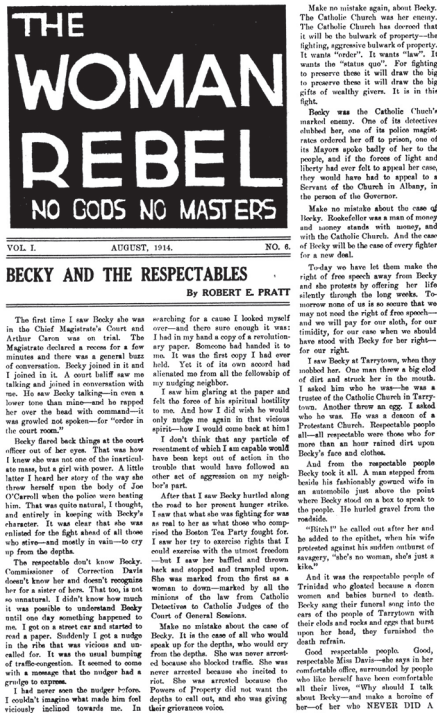 THE
WOMAN
REBEL
NO GODS NO MASTERS
VOL. I. AUGUST, 1914. NO. 6.
BECKY AND THE RESPECTABLES
By ROBERT E. PRATT
The first time I saw Becky she was
in the Chief Magistrate's Court and
Arthur Caron was on trial. The
Magistrate declared a recess for a few
minutes and there was a general buzz
of conversation. Becky joined in it and
I joined in it. A court bailiff saw me
talking and joined in conversation with
me. He saw Becky talking—in even a
lower tone than mine—and he rapped
her over the head with command—it
was growled not spoken—for "order in
the court room."
Becky flared back things at the court
officer out of her eyes. That was how
I knew she was not one of the inarticul-
ate mass, but a girl with power. A little
latter I heard her story of the way she
threw herself upon the body of Joe
O'Carroll when the police were beating
him. That was quite natural, I thought,
and entirely in keeping with Becky's
character. It was clear that she was
enlisted for the fight ahead of all those
who stire—and mostly in vain—to cry
up from the depths.
The respectable don't know Becky.
Commissioner of Correction Davis
doesn't know her and doesn't recognize
her for a sister of hers. That too, is not
so unnatural. I didn't know how much
it was possible to understand Becky
until one day something happened to
me. I got on a street car and started to
read a paper. Suddenly I got a nudge
in the ribs that was vicious and un-
called for. It was the usual bumping
of traffic-congestion. It seemed to come
with a message that the nudger had a
grudge to express.
I had never seen the nudger before.
I couldn't imagine what made him feel
viciously inclined towards me. In
searching for a cause I looked myself
over—and there sure enough it was:
I had in my hand a copy of a revolution-
ary paper. Someone had handed it to
me. It was the first copy I had ever
held. Yet it of its own accord had
alienated mo from all the fellowship of
my nudging neighbor.
I saw him glaring at the paper and
felt the force of his spiritual hostility
to me. And how I did wish he would
only nudge me again in that vicious
spirit—how I would come back at him!
I don't think that any particle of
resentment of which I am capable would
have been kept out of action in the
trouble that would have followed an
other act of aggression on my neigh-
bor's part.
After that I saw Becky hurtled along
the road to her present hunger strike.
I saw that what she was fighting for was
as real to her as what those who comp-
rised the Boston Tea Party fought for.
I saw her try to exercise rights that I
could exercise with the utmost freedom
—but I saw her baffled and thrown
back and stopped and trampled upon.
She was marked from the first as a
woman to down—marked by all the
minions of the law from Catholic
Detectives to Catholic Judges of the
Court of General Sessions.
Make no mistake about the case of
Becky. It is the case of all who would
speak up for the depths, who would cry
from the depths. She was never arrest-
ed because she blocked traffic. She was
never arrested because she incited to
riot. She was arrested because the
Powers of Property did not want the
depths to call out, and she was giving
their grievances voice.
Make no mistake again, about Becky.
The Catholic Church was her enemy.
The Catholic Church has decreed that
it will be the bulwark of property—the
fighting, aggressive bulwark of property.
It wants "order". It wants "law". It
wants the "status quo". For fighting
to preserve these it will draw the big
to preserve these it will draw the big
gifts of wealthy givers. It is in this
fight.
Becky was the Catholic Chuch's
marked enemy. One of its detectives
clubbed her, one of its police magist-
rates ordered her off to prison, one of
its Mayors spoke badly of her to the
people, and if the forces of light and
liberty had ever felt to appeal her case,
they would have had to appeal to a
Servant of the Church in Albany, in
the person of the Governor.
Make no mistake about the case of
Becky. Rockefeller was a man of money
and money stands with money, and
with the Catholic Church. And the case
of Becky will be the case of every fighter
for a new deal.
To-day we have let them make the
right of free speech away from Becky
and she protests by offering her life
silently through the long weeks. To-
morrow none of us is so secure that we
may not need the right of free speech—
and we will pay for our sloth, for our
timidity, for our case when we should
have stood with Becky for her right—
for our right.
I saw Becky at Tarrytown, when they
mobbed her. One man threw a big clod
of dirt and struck her in the mouth.
I asked him who he was—he was a
trustee of the Catholic Church in Tarry-
town. Another threw an egg. I asked
who he was. He was a deacon of a
Protestant Church. Respectable people
all—all respectable were those who for
more than an hour rained dirt upon
Becky's face and clothes.
And from the respectable people
Becky took it all. A man stepped from
beside his fashionably gowned wife in
an automobile just above the point
where Becky stood on a box to speak to
the people. He hurled gravel from the
roadside.
"Bitch!" he called out after her and
he added to the epithet, when his wife
protested against his sudden outburst of
savagery, "she's no woman, she's just a
kike."
And it was the respectable people of
Trinidad who gloated because a dozen
women and babies burned to death.
Becky sang their funeral song into the
ears of the people of Tarrytown with
their clods and rocks and eggs that burst
upon her head, they furnished the
death refrain.
Good respectable people. Good,
respectable Miss Davis—she says in her
comfortable office, surrounded by people
who like herself have been comfortable
all their lives, "Why should I talk
about Becky—and make a heroine of
her—of her who NEVER DID A